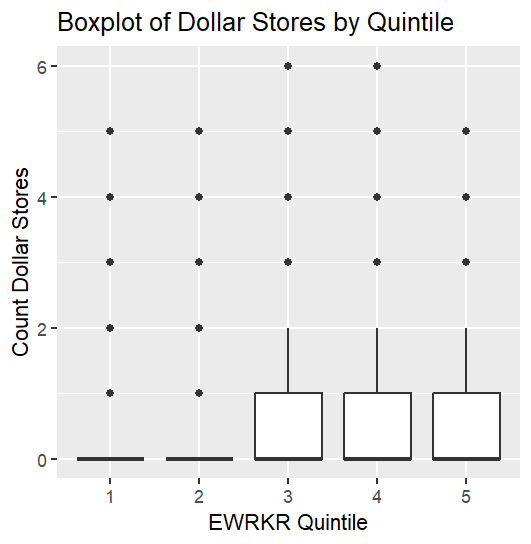 Boxplot of Dollar Stores by Quintile
Count Dollar Stores
6
4
2
0
1 2 3 4 5
EWRKR Quintile